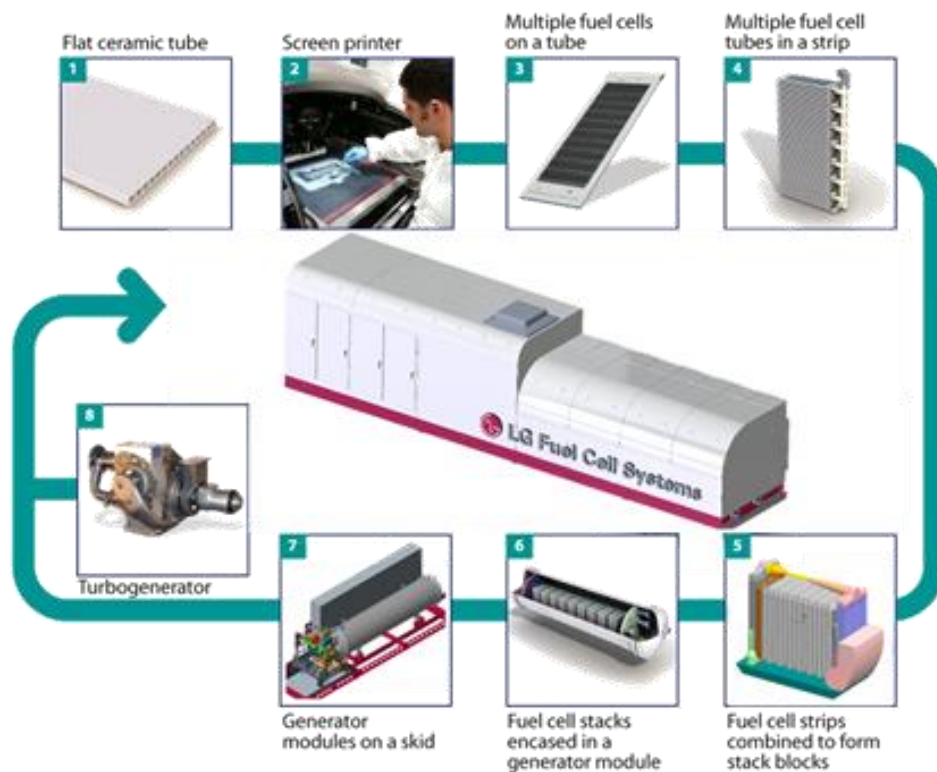 Flat ceramic tube
1
Screen printer
2
Multiple fuel cells
on a tube
3
Multiple fuel cell
tubes in a strip
4
LG Fuel Cell Systems
8
Turbogenerator
7
Generator
modules on a skid
6
Fuel cell stacks
encased in a
generator module
5
Fuel cell strips
combined to form
stack blocks